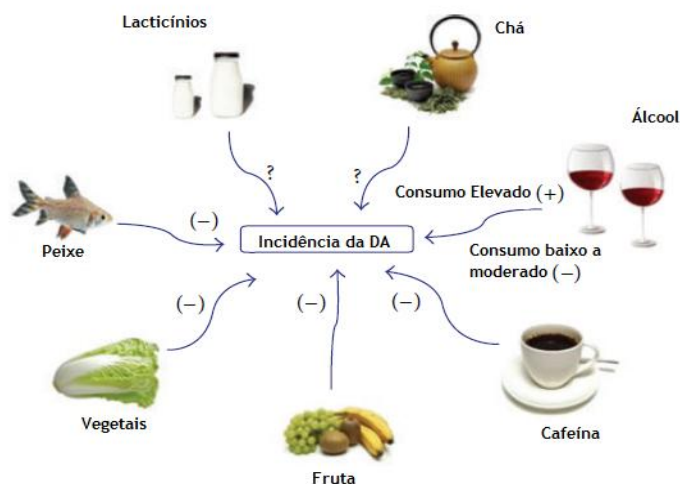 Lacticínios
Chá
Álcool
?
?
Consumo Elevado (+)
Peixe
(−)
Incidência da DA
Consumo baixo a
moderado (−)
(−)
(−)
(−)
Vegetais
Fruta
Cafeína